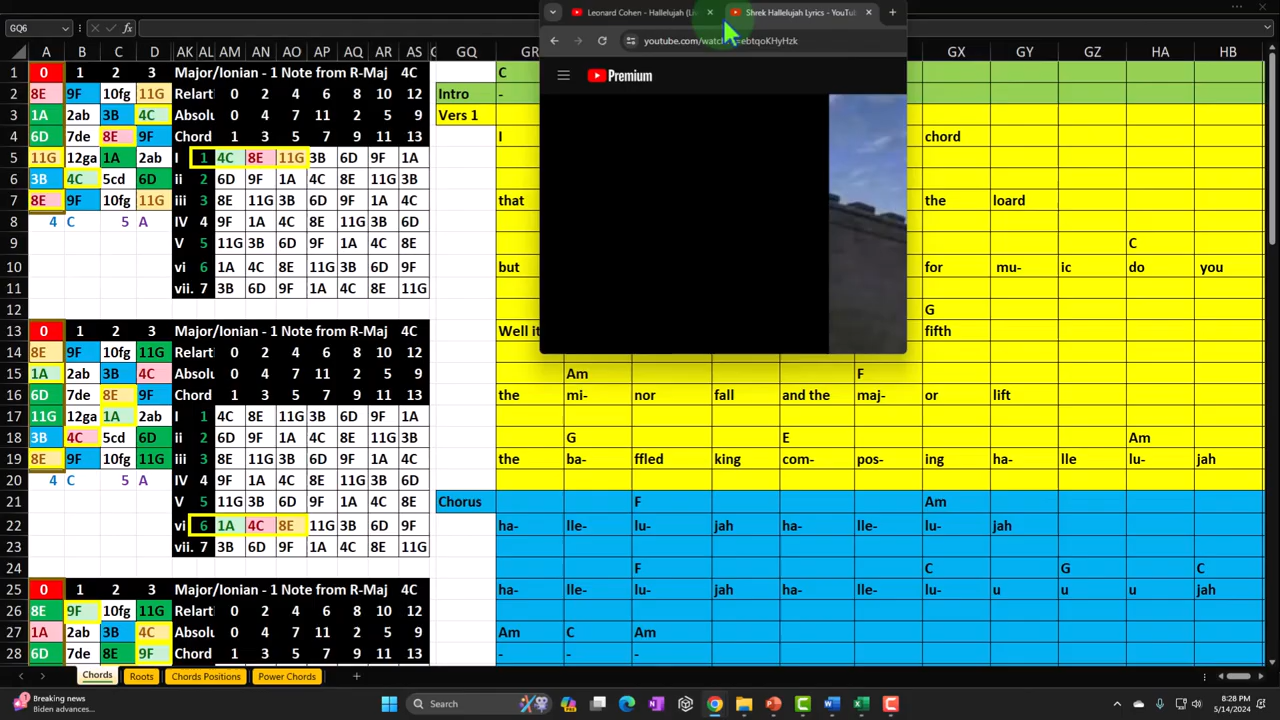 Leonard Cohen - Hallelujah (Li
Shrek Hallelujah Lyrics - YouTub
GQ6
fx
youtube.com/watch =ebtqoKHyHzk
Premium
A B C D AK AL AM AN AO AP AQ AR AS GQ GR GX GY GZ HA HB
1 0 1 2 3 Major/Ionian - 1 Note from R-Maj 4C C
2 8E 9F 10fg 11G Relarti 0 2 4 6 8 10 12 Intro -
3 1A 2ab 3B 4C Absolu 0 4 7 11 2 5 9 Vers 1
4 6D 7de 8E 9F Chord 1 3 5 7 9 11 13 I chord
5 11G 12ga 1A 2ab I 1 4C 8E 11G 3B 6D 9F 1A
6 3B 4C 5cd 6D ii 2 6D 9F 1A 4C 8E 11G 3B
7 8E 9F 10fg 11G iii 3 8E 11G 3B 6D 9F 1A 4C that the loard
8 4 C 5 A IV 4 9F 1A 4C 8E 11G 3B 6D
9 V 5 11G 3B 6D 9F 1A 4C 8E C
10 vi 6 1A 4C 8E 11G 3B 6D 9F but for mu- ic do you
11 vii. 7 3B 6D 9F 1A 4C 8E 11G
12 G
13 0 1 2 3 Major/Ionian - 1 Note from R-Maj 4C Well it fifth
14 8E 9F 10fg 11G Relarti 0 2 4 6 8 10 12
15 1A 2ab 3B 4C Absolu 0 4 7 11 2 5 9 Am F
16 6D 7de 8E 9F Chord 1 3 5 7 9 11 13 the mi- nor fall and the maj- or lift
17 11G 12ga 1A 2ab I 1 4C 8E 11G 3B 6D 9F 1A
18 3B 4C 5cd 6D ii 2 6D 9F 1A 4C 8E 11G 3B G E Am
19 8E 9F 10fg 11G iii 3 8E 11G 3B 6D 9F 1A 4C the ba- ffled king com- pos- ing ha- lle lu- jah
20 4 C 5 A IV 4 9F 1A 4C 8E 11G 3B 6D
21 V 5 11G 3B 6D 9F 1A 4C 8E Chorus F Am
22 vi 6 1A 4C 8E 11G 3B 6D 9F ha- lle- lu- jah ha- lle- lu- jah
23 vii. 7 3B 6D 9F 1A 4C 8E 11G
24 F C G C
25 0 1 2 3 Major/Ionian - 1 Note from R-Maj 4C ha- lle- lu- jah ha- lle- lu- u u u jah
26 8E 9F 10fg 11G Relarti 0 2 4 6 8 10 12
27 1A 2ab 3B 4C Absolu 0 4 7 11 2 5 9 Am C Am
28 6D 7de 8E 9F Chord 1 3 5 7 9 11 13 - - -
Chords Roots Chords Positions Power Chords
Breaking news
Biden advances...
Search
8:28 PM
5/14/2024